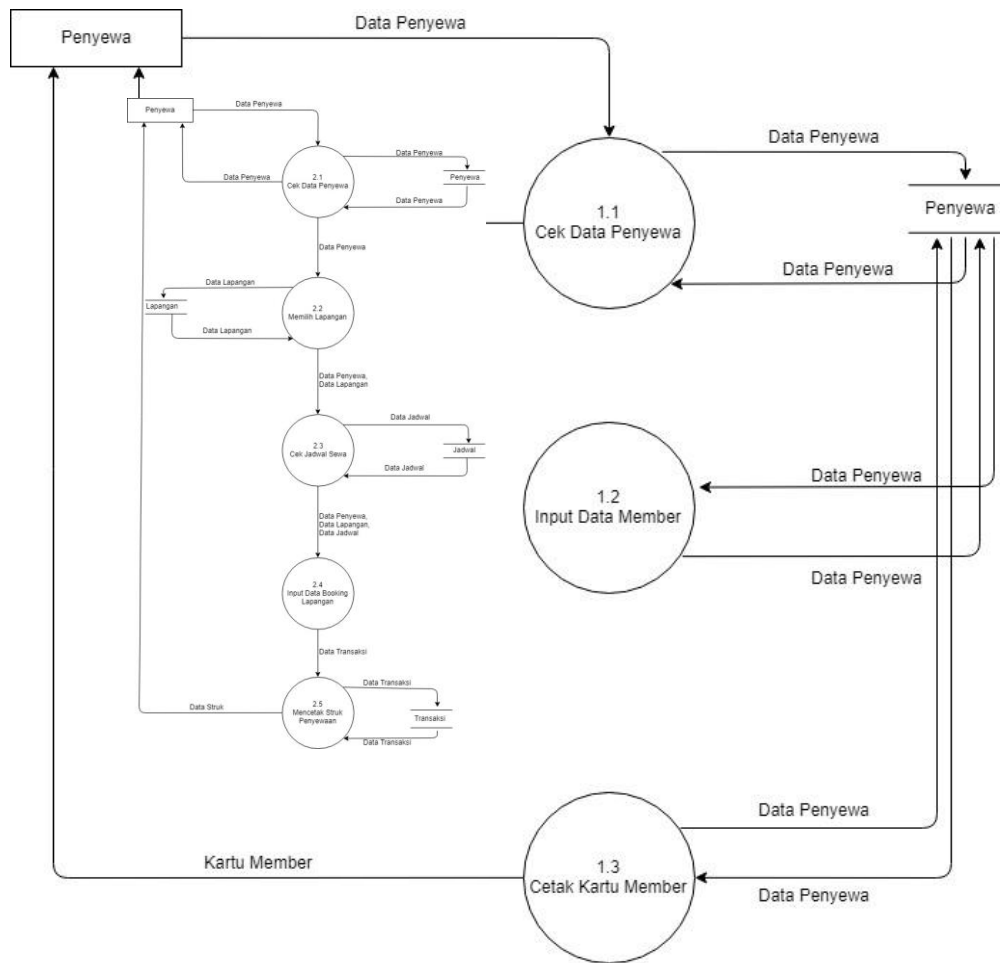 Penyewa
Data Penyewa
Penyewa
Data Penyewa
2.1
Cek Data Penyewa
Data Penyewa
Penyewa
Data Penyewa
Data Penyewa
Data Penyewa
Data Lapangan
Lapangan
Data Lapangan
2.2
Memilih Lapangan
Data Penyewa,
Data Lapangan
2.3
Cek Jadwal Sewa
Data Jadwal
Jadwal
Data Jadwal
Data Penyewa,
Data Lapangan,
Data Jadwal
2.4
Input Data Booking
Lapangan
Data Transaksi
2.5
Mencetak Struk
Penyewaan
Data Transaksi
Transaksi
Data Transaksi
Data Struk
1.1
Cek Data Penyewa
Data Penyewa
Penyewa
Data Penyewa
1.2
Input Data Member
Data Penyewa
Data Penyewa
1.3
Cetak Kartu Member
Data Penyewa
Data Penyewa
Kartu Member